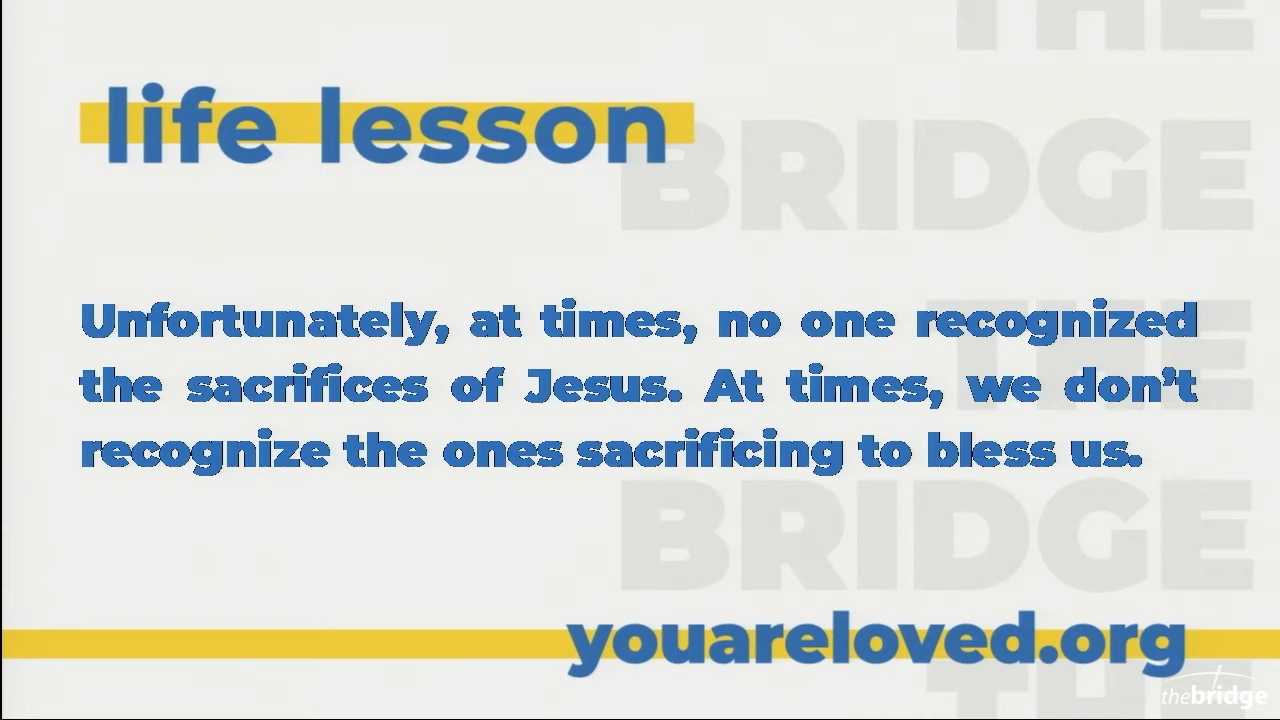 THE
life lesson
BRIDGE
Unfortunately, at times, no one recognized
THE
the sacrifices of Jesus. At times, we don’t
recognize the ones sacrificing to bless us.
BRIDGE
youareloved.org
TH
thebridge